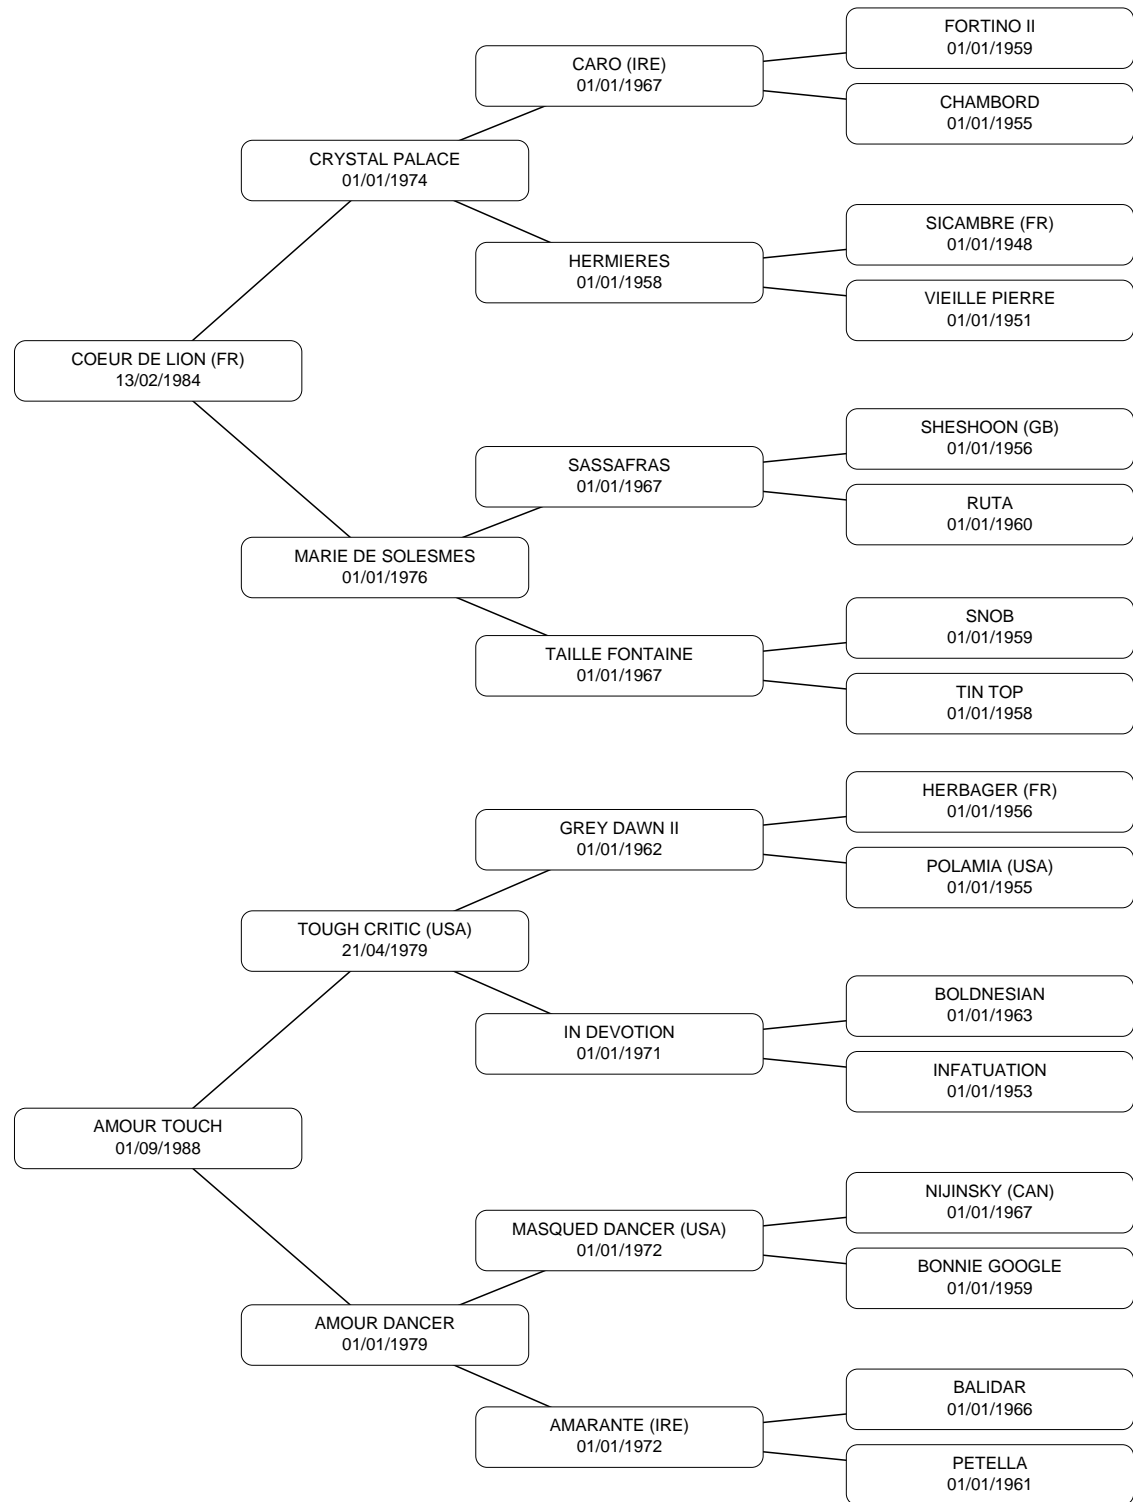 FORTINO II
01/01/1959
CARO (IRE)
01/01/1967
CHAMBORD
01/01/1955
CRYSTAL PALACE
01/01/1974
SICAMBRE (FR)
01/01/1948
HERMIERES
01/01/1958
VIEILLE PIERRE
01/01/1951
COEUR DE LION (FR)
13/02/1984
SHESHOON (GB)
01/01/1956
SASSAFRAS
01/01/1967
RUTA
01/01/1960
MARIE DE SOLESMES
01/01/1976
SNOB
01/01/1959
TAILLE FONTAINE
01/01/1967
TIN TOP
01/01/1958
HERBAGER (FR)
01/01/1956
GREY DAWN II
01/01/1962
POLAMIA (USA)
01/01/1955
TOUGH CRITIC (USA)
21/04/1979
BOLDNESIAN
01/01/1963
IN DEVOTION
01/01/1971
INFATUATION
01/01/1953
AMOUR TOUCH
01/09/1988
NIJINSKY (CAN)
01/01/1967
MASQUED DANCER (USA)
01/01/1972
BONNIE GOOGLE
01/01/1959
AMOUR DANCER
01/01/1979
BALIDAR
01/01/1966
AMARANTE (IRE)
01/01/1972
PETELLA
01/01/1961